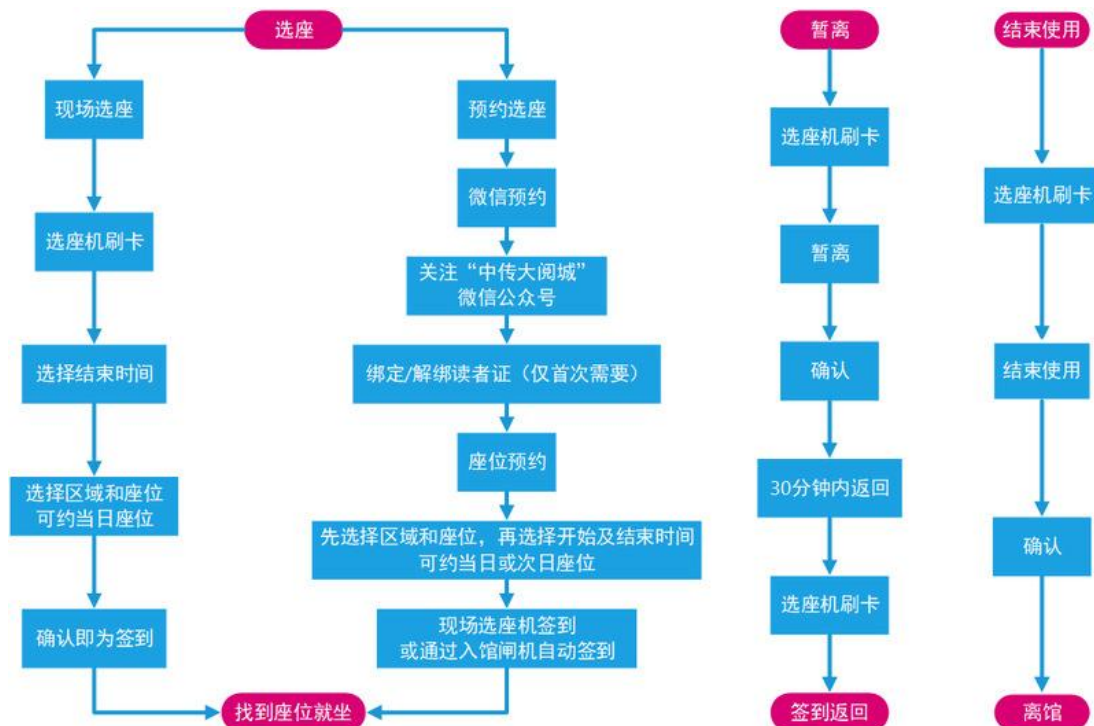 选座
现场选座
选座机刷卡
选择结束时间
选择区域和座位
可约当日座位
确认即为签到
预约选座
微信预约
关注“中传大阅城”
微信公众号
绑定/解绑读者证（仅首次需要）
座位预约
先选择区域和座位，再选择开始及结束时间
可约当日或次日座位
现场选座机签到
或通过入馆闸机自动签到
找到座位就坐
暂离
选座机刷卡
暂离
确认
30分钟内返回
选座机刷卡
签到返回
结束使用
选座机刷卡
结束使用
确认
离馆